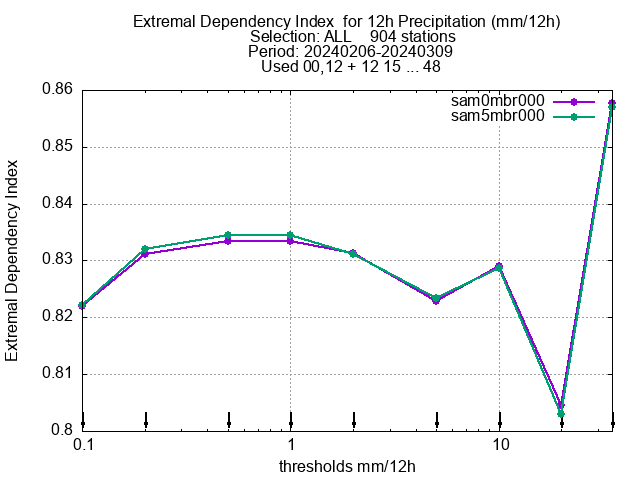 Extremal Dependency Index  for 12h Precipitation (mm/12h)
Selection: ALL    904 stations
Period: 20240206-20240309
Used 00,12 + 12 15 ... 48
sam0mbr000
sam5mbr000
0.86
0.85
0.84
0.83
0.82
0.81
0.8
Extremal Dependency Index
0.1 1 10
thresholds mm/12h